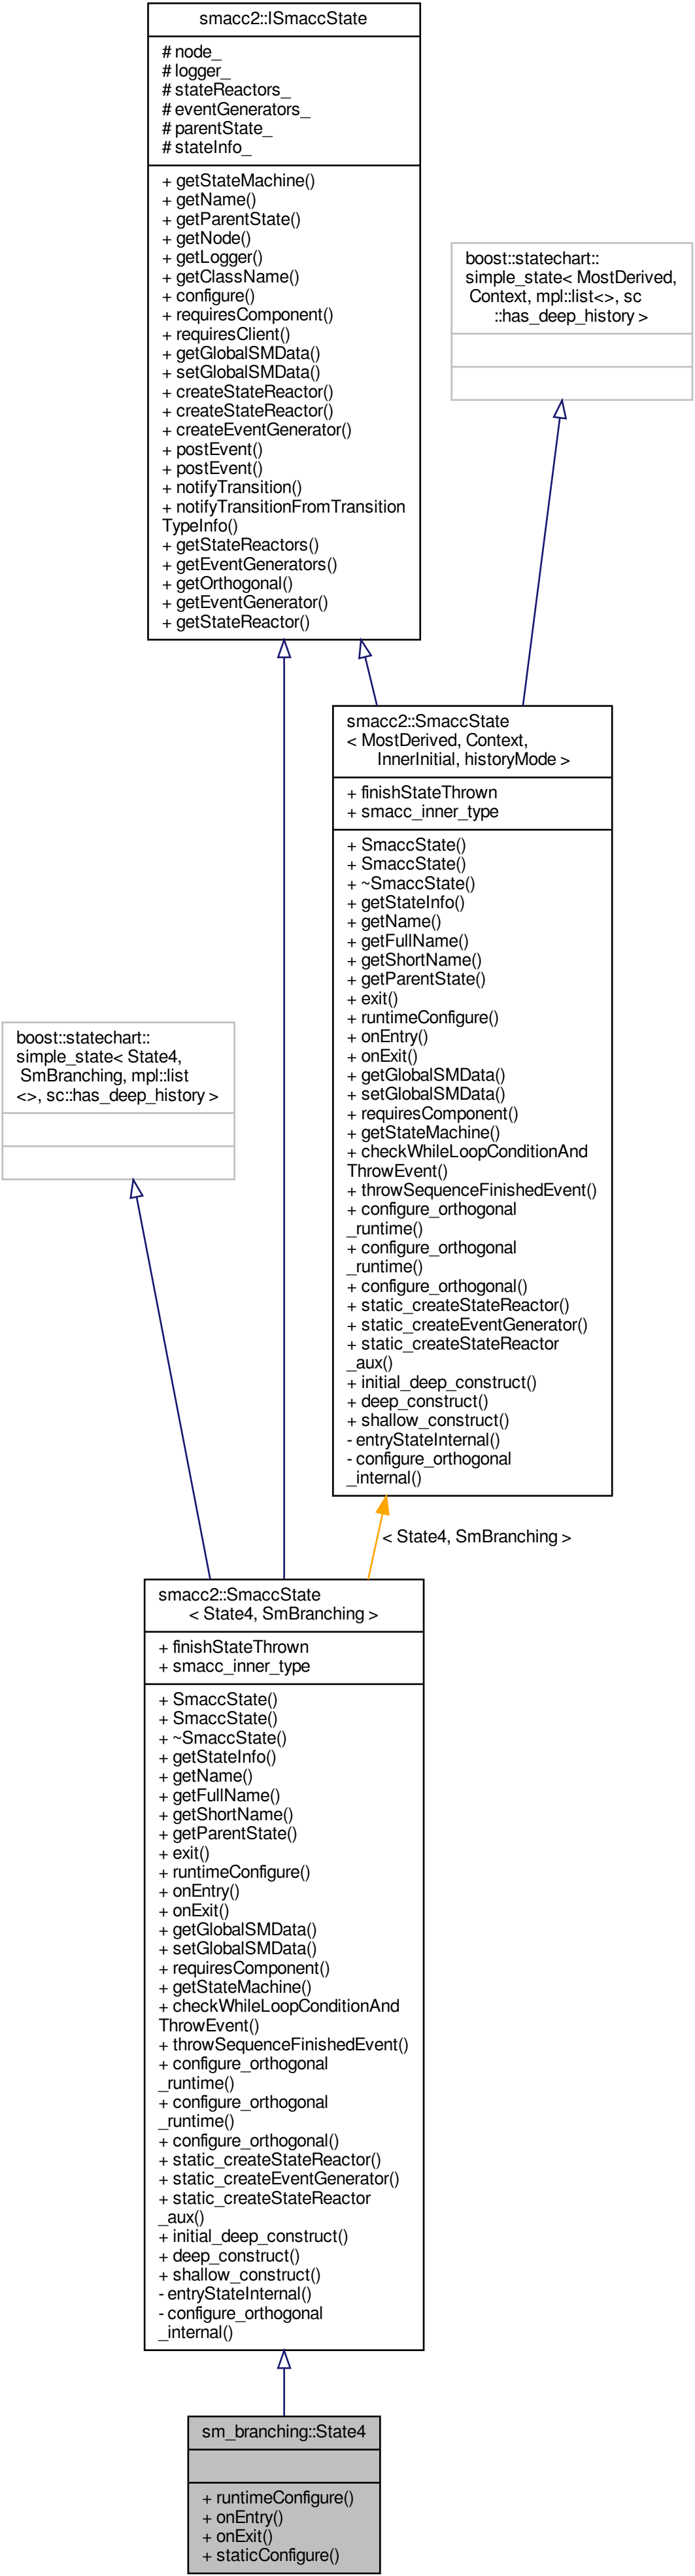 smacc2::ISmaccState
# node_
# logger_
# stateReactors_
# eventGenerators_
# parentState_
# stateInfo_
+ getStateMachine()
+ getName()
+ getParentState()
+ getNode()
+ getLogger()
+ getClassName()
+ configure()
+ requiresComponent()
+ requiresClient()
+ getGlobalSMData()
+ setGlobalSMData()
+ createStateReactor()
+ createStateReactor()
+ createEventGenerator()
+ postEvent()
+ postEvent()
+ notifyTransition()
+ notifyTransitionFromTransition
TypeInfo()
+ getStateReactors()
+ getEventGenerators()
+ getOrthogonal()
+ getEventGenerator()
+ getStateReactor()
boost::statechart::
simple_state< MostDerived,
Context, mpl::list<>, sc
::has_deep_history >
smacc2::SmaccState
< MostDerived, Context,
InnerInitial, historyMode >
+ finishStateThrown
+ smacc_inner_type
+ SmaccState()
+ SmaccState()
+ ~SmaccState()
+ getStateInfo()
+ getName()
+ getFullName()
+ getShortName()
+ getParentState()
+ exit()
+ runtimeConfigure()
+ onEntry()
+ onExit()
+ getGlobalSMData()
+ setGlobalSMData()
+ requiresComponent()
+ getStateMachine()
+ checkWhileLoopConditionAnd
ThrowEvent()
+ throwSequenceFinishedEvent()
+ configure_orthogonal
_runtime()
+ configure_orthogonal
_runtime()
+ configure_orthogonal()
+ static_createStateReactor()
+ static_createEventGenerator()
+ static_createStateReactor
_aux()
+ initial_deep_construct()
+ deep_construct()
+ shallow_construct()
- entryStateInternal()
- configure_orthogonal
_internal()
boost::statechart::
simple_state< State4,
SmBranching, mpl::list
<>, sc::has_deep_history >
< State4, SmBranching >
smacc2::SmaccState
< State4, SmBranching >
+ finishStateThrown
+ smacc_inner_type
+ SmaccState()
+ SmaccState()
+ ~SmaccState()
+ getStateInfo()
+ getName()
+ getFullName()
+ getShortName()
+ getParentState()
+ exit()
+ runtimeConfigure()
+ onEntry()
+ onExit()
+ getGlobalSMData()
+ setGlobalSMData()
+ requiresComponent()
+ getStateMachine()
+ checkWhileLoopConditionAnd
ThrowEvent()
+ throwSequenceFinishedEvent()
+ configure_orthogonal
_runtime()
+ configure_orthogonal
_runtime()
+ configure_orthogonal()
+ static_createStateReactor()
+ static_createEventGenerator()
+ static_createStateReactor
_aux()
+ initial_deep_construct()
+ deep_construct()
+ shallow_construct()
- entryStateInternal()
- configure_orthogonal
_internal()
sm_branching::State4
+ runtimeConfigure()
+ onEntry()
+ onExit()
+ staticConfigure()